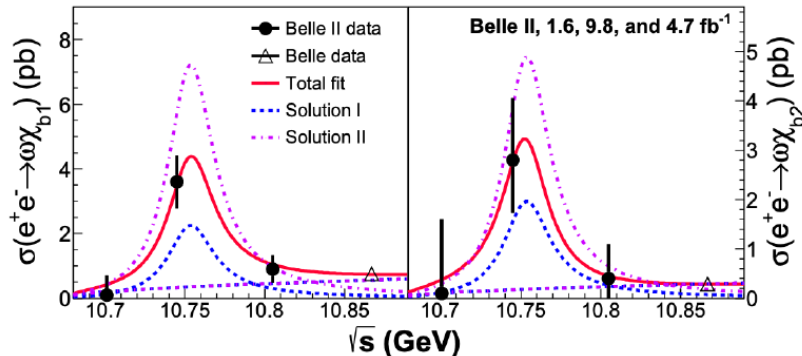 σ(e⁺e⁻→ωχ_b1) (pb)
8
6
4
2
0
Belle II data
Belle data
Total fit
Solution I
Solution II
Belle II, 1.6, 9.8, and 4.7 fb⁻¹
5
4
3
2
1
0
σ(e⁺e⁻→ωχ_b2) (pb)
10.7 10.75 10.8 10.85 10.7 10.75 10.8 10.85
√s (GeV)